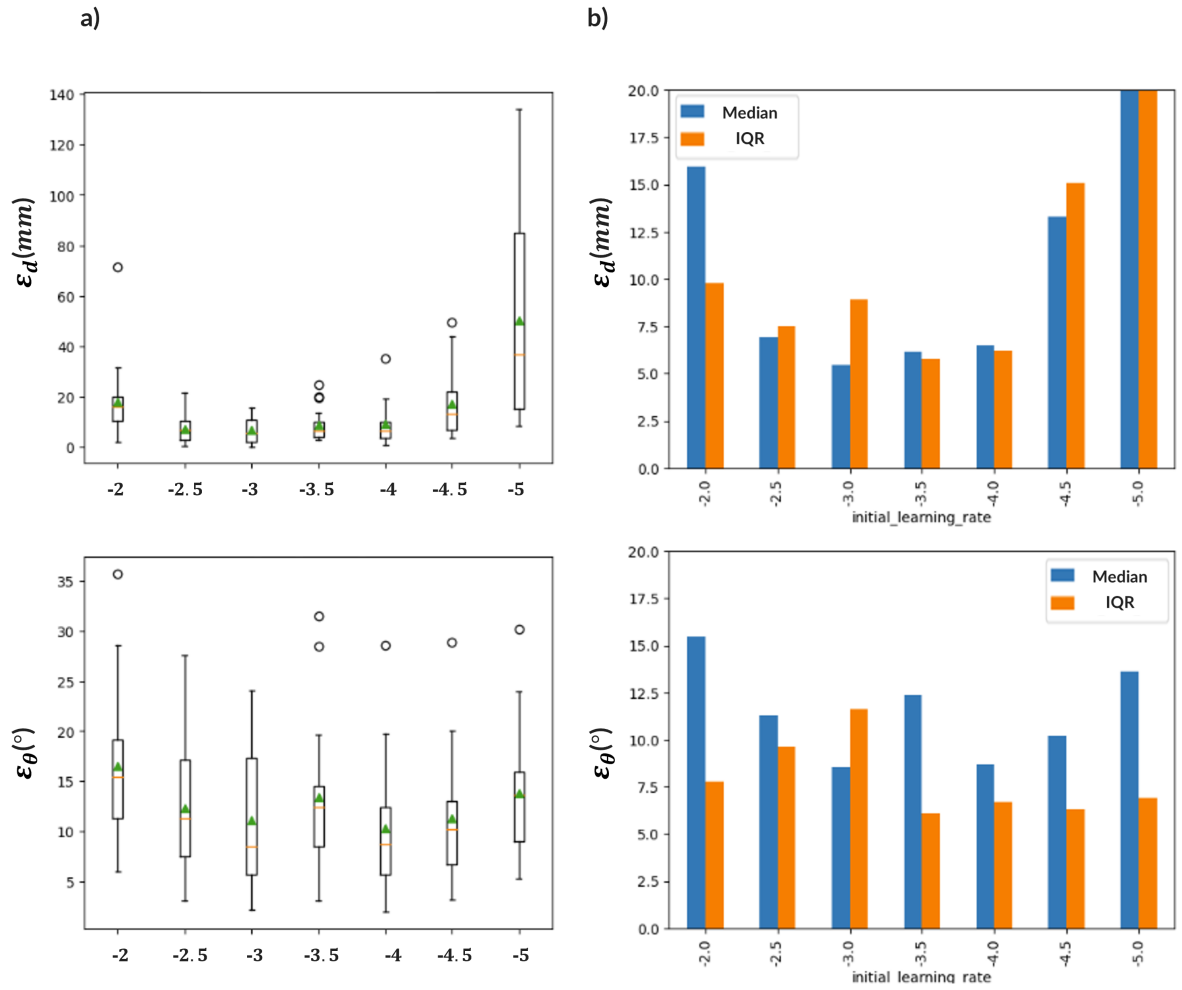 a)
b)
140
120
100
80
60
40
20
0
εd(mm)
-2 -2.5 -3 -3.5 -4 -4.5 -5
20.0
17.5
15.0
12.5
10.0
7.5
5.0
2.5
0.0
εd(mm)
Median
IQR
-2.0 -2.5 -3.0 -3.5 -4.0 -4.5 -5.0
initial_learning_rate
35
30
25
20
15
10
5
εθ(°)
-2 -2.5 -3 -3.5 -4 -4.5 -5
20.0
17.5
15.0
12.5
10.0
7.5
5.0
2.5
0.0
εθ(°)
Median
IQR
-2.0 -2.5 -3.0 -3.5 -4.0 -4.5 -5.0
initial_learning_rate